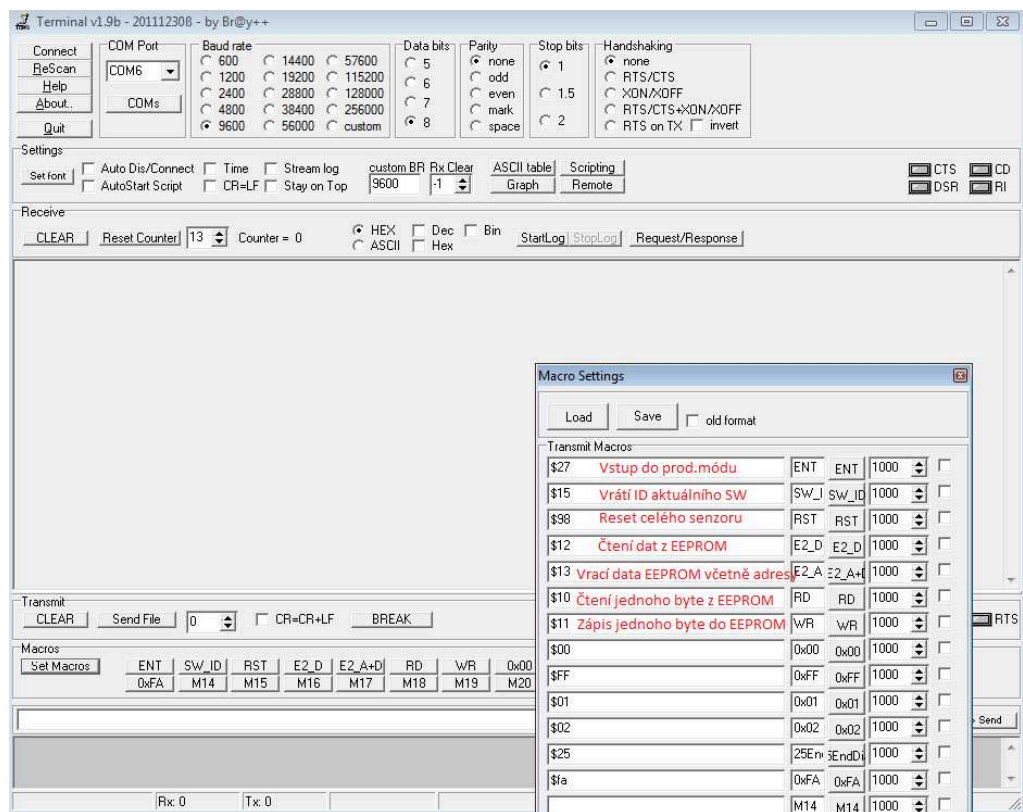 Terminal v1.9b - 20111230ß - by Br@y++
Connect
ReScan
Help
About..
Quit
COM Port
COM6
COMs
Baud rate
600 14400 57600
1200 19200 115200
2400 28800 128000
4800 38400 256000
9600 56000 custom
Data bits
5
6
7
8
Parity
none
odd
even
mark
space
Stop bits
1
1.5
2
Handshaking
none
RTS/CTS
XON/XOFF
RTS/CTS+XON/XOFF
RTS on TX invert
Settings
Set font
Auto Dis/Connect Time Stream log
AutoStart Script CR=LF Stay on Top
custom BR Rx Clear
9600 -1
ASCII table Scripting
Graph Remote
CTS CD
DSR RI
Receive
CLEAR Reset Counter 13 Counter = 0
HEX Dec Bin
ASCII Hex
StartLog StopLog Request/Response
Macro Settings
Load Save old format
Transmit Macros
$27 Vstup do prod.módu ENT ENT 1000
$15 Vrátí ID aktuálního SW SW_I SW_ID 1000
$98 Reset celého senzoru RST RST 1000
$12 Čtení dat z EEPROM E2_D E2_D 1000
$13 Vrací data EEPROM včetně adresy E2_A E2_A+D 1000
$10 Čtení jednoho byte z EEPROM RD RD 1000
$11 Zápis jednoho byte do EEPROM WR WR 1000
$00 0x00 0x00 1000
$FF 0xFF 0xFF 1000
$01 0x01 0x01 1000
$02 0x02 0x02 1000
$25 25En 5EndDi 1000
$fa 0xFA 0xFA 1000
M14 M14 1000
Transmit
CLEAR Send File 0 CR=CR+LF BREAK
RTS
Macros
Set Macros ENT SW_ID RST E2_D E2_A+D RD WR 0x00
0xFA M14 M15 M16 M17 M18 M19 M20
Send
Rx: 0 Tx: 0